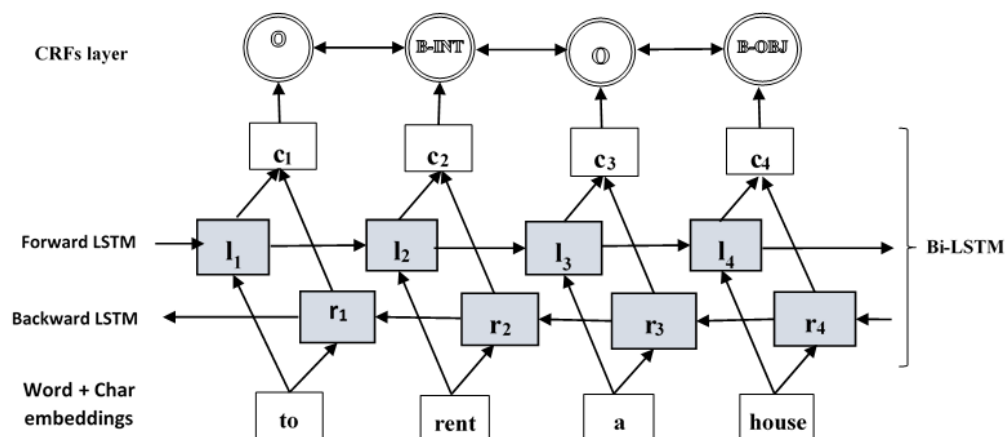 CRFs layer
O B-INT O B-OBJ
c1 c2 c3 c4
Forward LSTM
l1 l2 l3 l4
Bi-LSTM
Backward LSTM
r1 r2 r3 r4
Word + Char
embeddings
to rent a house